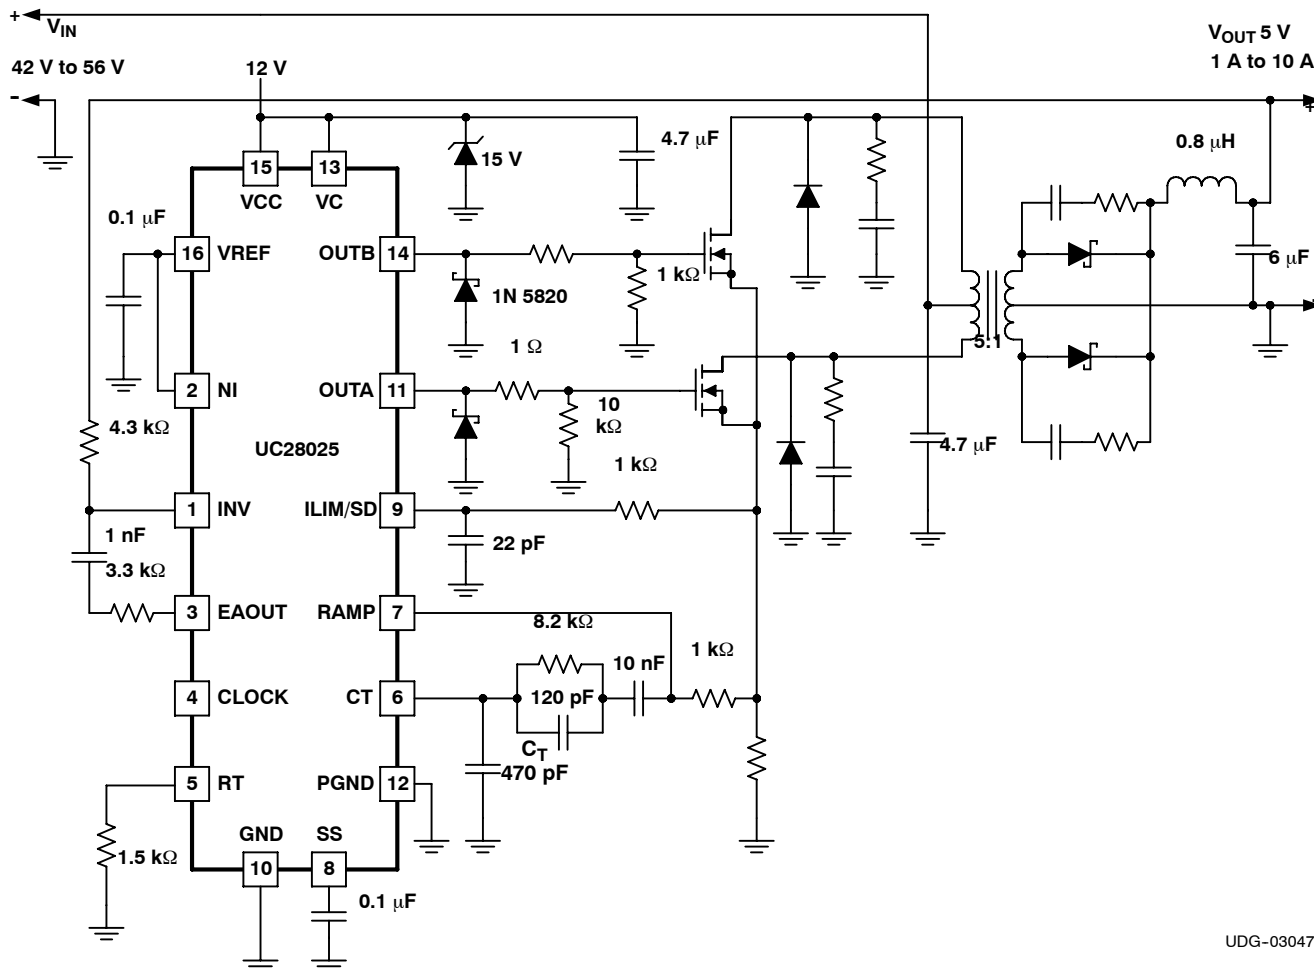 +
V_IN
V_OUT 5 V
42 V to 56 V
12 V
1 A to 10 A
-
+
4.7 μF
0.8 μH
15 V
15
13
VCC
VC
0.1 μF
16
VREF
OUTB
14
6 μF
1 kΩ
1N 5820
1 Ω
5:1
2
NI
OUTA
11
10
kΩ
4.3 kΩ
UC28025
4.7 μF
1 kΩ
1
INV
ILIM/SD
9
1 nF
22 pF
3.3 kΩ
3
EAOUT
RAMP
7
8.2 kΩ
1 kΩ
10 nF
4
CLOCK
CT
6
120 pF
C_T
470 pF
5
RT
PGND
12
GND
SS
1.5 kΩ
10
8
0.1 μF
UDG-03047